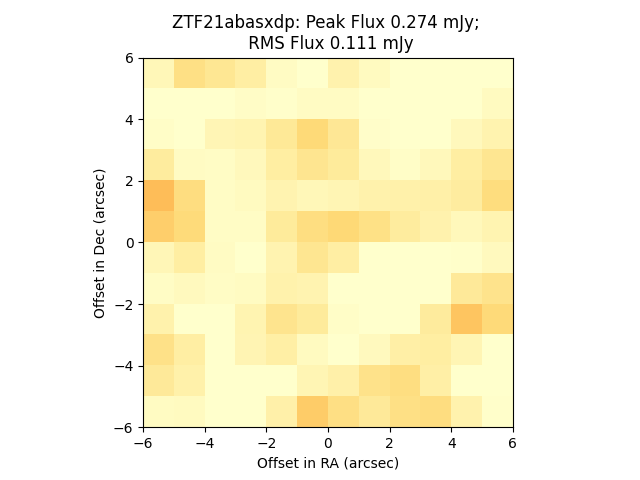 ZTF21abasxdp: Peak Flux 0.274 mJy;
RMS Flux 0.111 mJy
6
4
2
0
−2
−4
−6
Offset in Dec (arcsec)
−6 −4 −2 0 2 4 6
Offset in RA (arcsec)